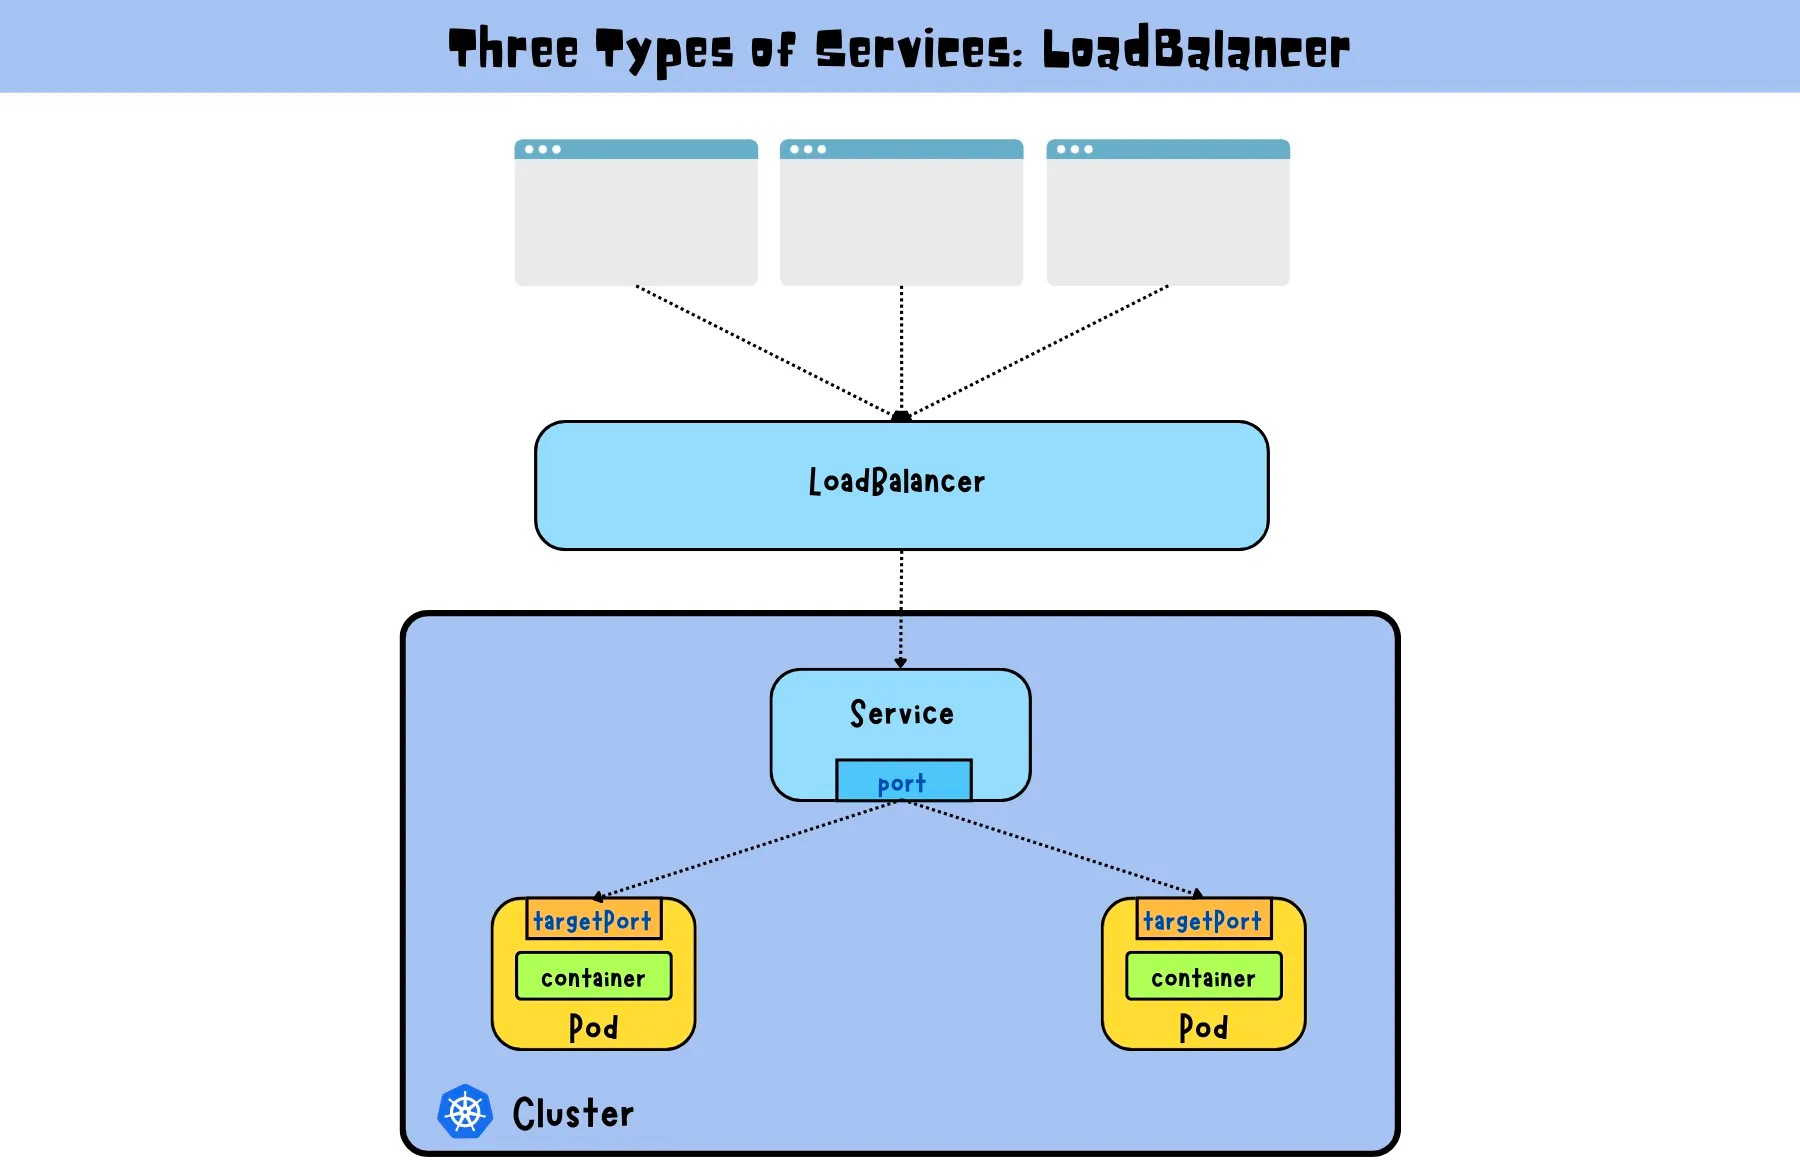 Three Types of Services: LoadBalancer
LoadBalancer
Service
port
targetPort
targetPort
container
container
Pod
Pod
Cluster